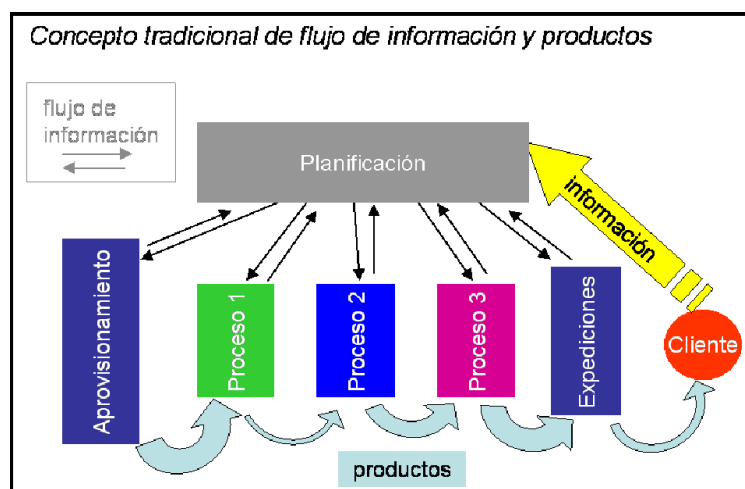 Concepto tradicional de flujo de información y productos
flujo de
información
Planificación
información
Aprovisionamiento
Proceso 1
Proceso 2
Proceso 3
Expediciones
Cliente
productos